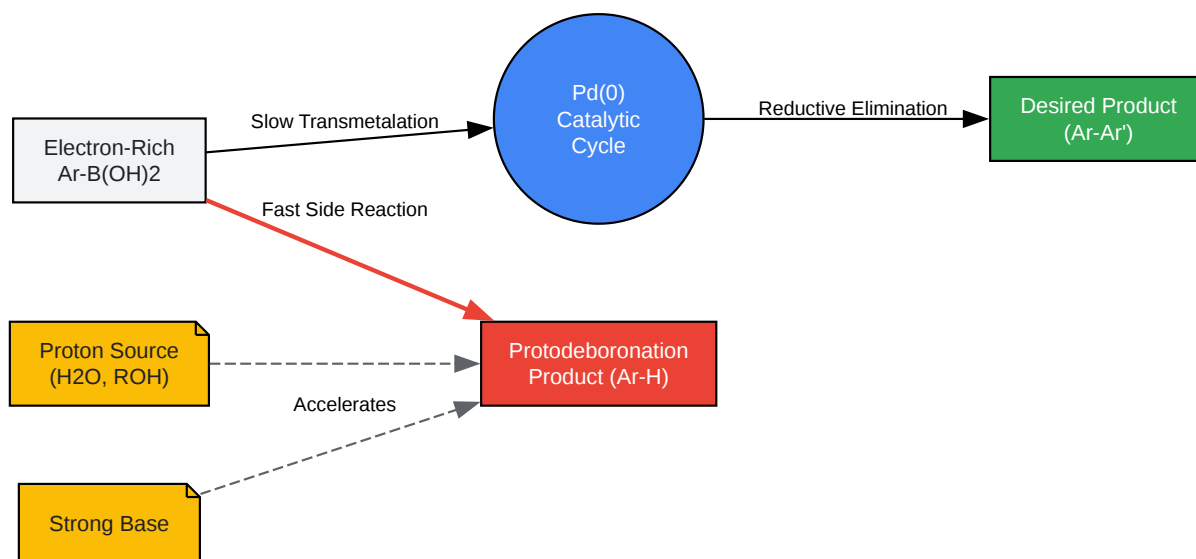 Pd(0)
Catalytic
Cycle
Slow Transmetalation
Reductive Elimination
Desired Product
(Ar-Ar')
Electron-Rich
Ar-B(OH)2
Fast Side Reaction
Proton Source
(H2O, ROH)
Protodeboronation
Product (Ar-H)
Accelerates
Strong Base